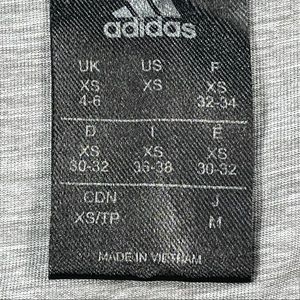 adidas
UK US F
XS XS XS
4-6 32-34
D I E
XS XS XS
30-32 36-38 30-32
CDN J
XS/TP M
MADE IN VIETNAM